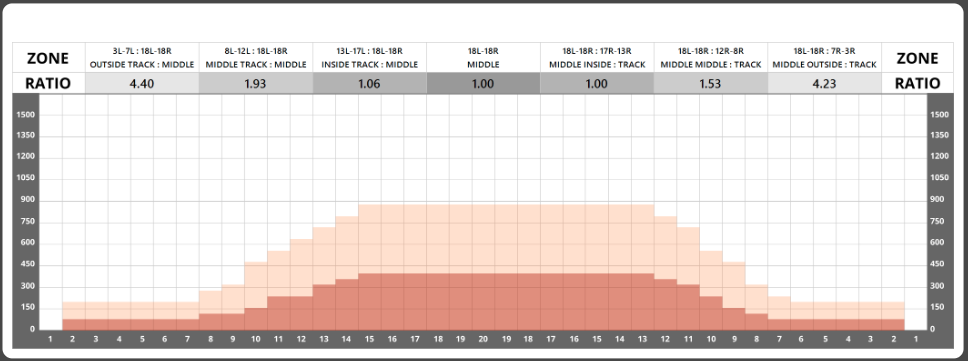 ZONE
3L-7L : 18L-18R
OUTSIDE TRACK : MIDDLE
8L-12L : 18L-18R
MIDDLE TRACK : MIDDLE
13L-17L : 18L-18R
INSIDE TRACK : MIDDLE
18L-18R
MIDDLE
18L-18R : 17R-13R
MIDDLE INSIDE : TRACK
18L-18R : 12R-8R
MIDDLE MIDDLE : TRACK
18L-18R : 7R-3R
MIDDLE OUTSIDE : TRACK
ZONE
RATIO 4.40 1.93 1.06 1.00 1.00 1.53 4.23 RATIO
1500 1500
1350 1350
1200 1200
1050 1050
900 900
750 750
600 600
450 450
300 300
150 150
0 0
1 2 3 4 5 6 7 8 9 10 11 12 13 14 15 16 17 18 19 20 19 18 17 16 15 14 13 12 11 10 9 8 7 6 5 4 3 2 1